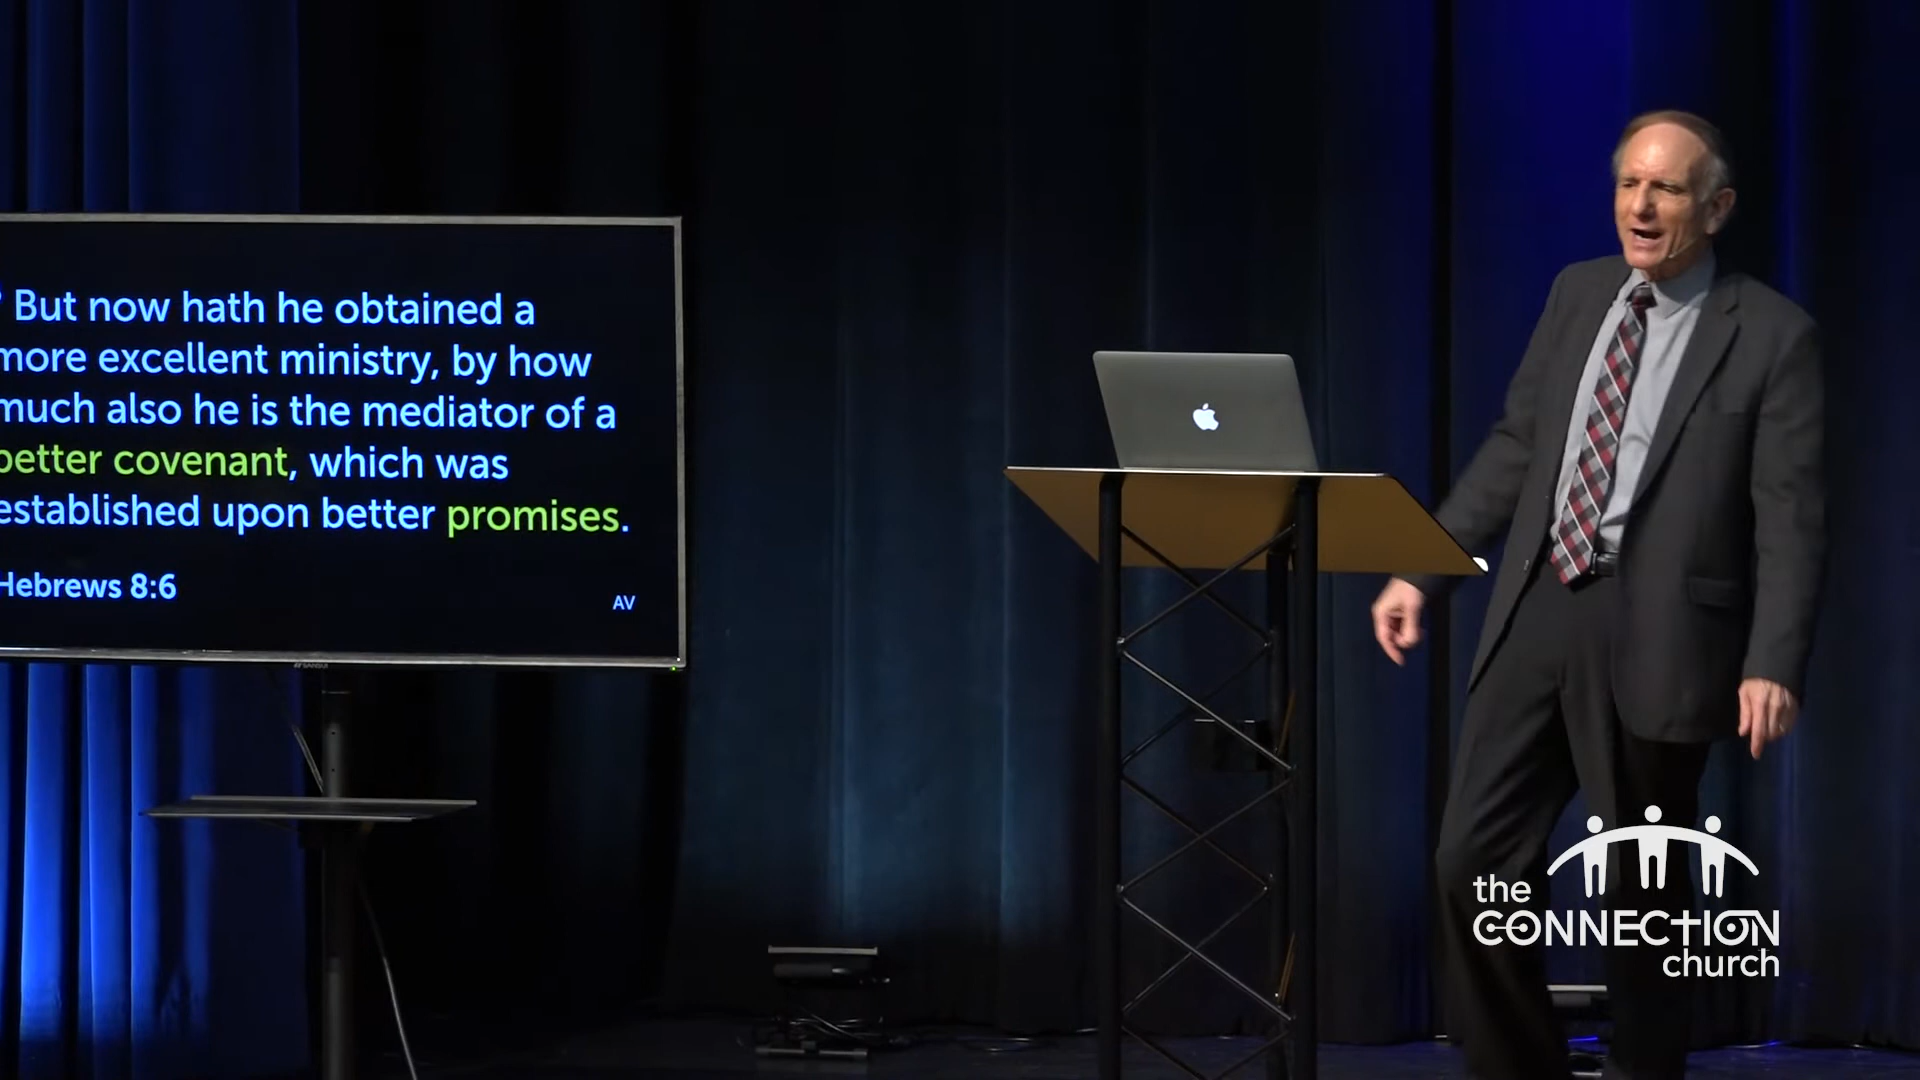 But now hath he obtained a
more excellent ministry, by how
much also he is the mediator of a
better covenant, which was
established upon better promises.
Hebrews 8:6
AV
SANSUI
the
CONNECTION
church